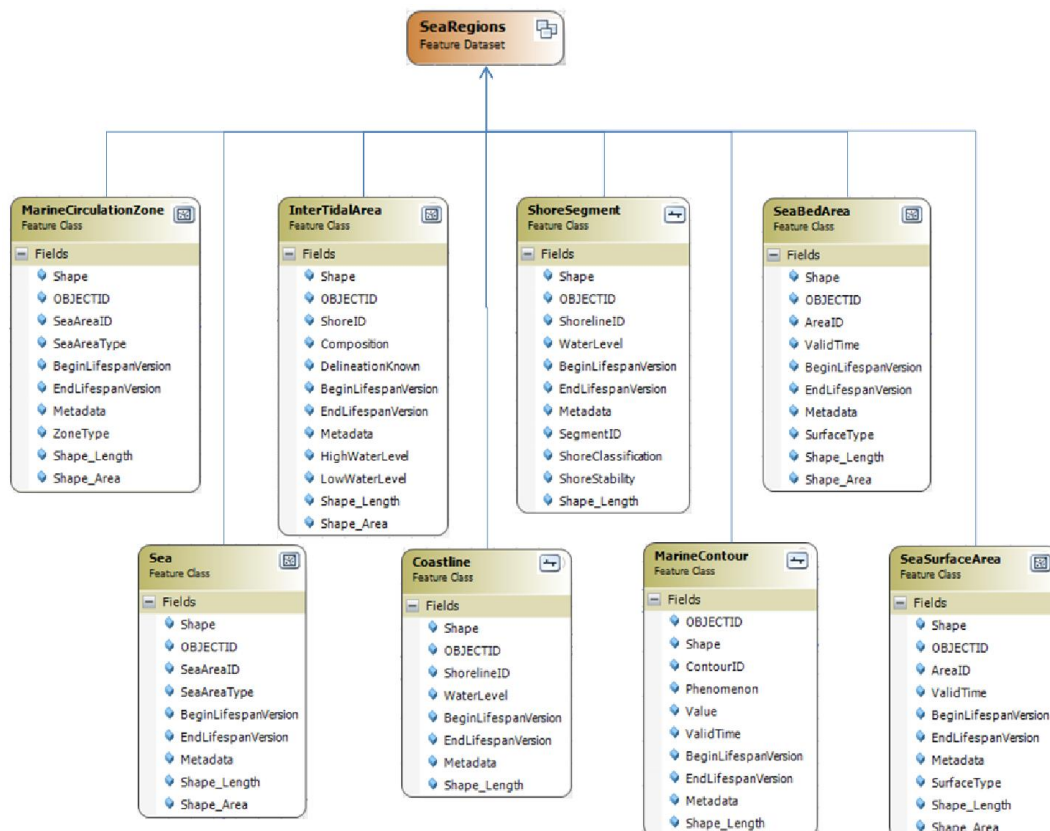 SeaRegions
Feature Dataset
MarineCirculationZone
Feature Class
Fields
Shape
OBJECTID
SeaAreaID
SeaAreaType
BeginLifespanVersion
EndLifespanVersion
Metadata
ZoneType
Shape_Length
Shape_Area
InterTidalArea
Feature Class
Fields
Shape
OBJECTID
ShoreID
Composition
DelineationKnown
BeginLifespanVersion
EndLifespanVersion
Metadata
HighWaterLevel
LowWaterLevel
Shape_Length
Shape_Area
ShoreSegment
Feature Class
Fields
Shape
OBJECTID
ShorelineID
WaterLevel
BeginLifespanVersion
EndLifespanVersion
Metadata
SegmentID
ShoreClassification
ShoreStability
Shape_Length
SeaBedArea
Feature Class
Fields
Shape
OBJECTID
AreaID
ValidTime
BeginLifespanVersion
EndLifespanVersion
Metadata
SurfaceType
Shape_Length
Shape_Area
Sea
Feature Class
Fields
Shape
OBJECTID
SeaAreaID
SeaAreaType
BeginLifespanVersion
EndLifespanVersion
Metadata
Shape_Length
Shape_Area
Coastline
Feature Class
Fields
Shape
OBJECTID
ShorelineID
WaterLevel
BeginLifespanVersion
EndLifespanVersion
Metadata
Shape_Length
MarineContour
Feature Class
Fields
OBJECTID
Shape
ContourID
Phenomenon
Value
ValidTime
BeginLifespanVersion
EndLifespanVersion
Metadata
Shape_Length
SeaSurfaceArea
Feature Class
Fields
Shape
OBJECTID
AreaID
ValidTime
BeginLifespanVersion
EndLifespanVersion
Metadata
SurfaceType
Shape_Length
Shape_Area